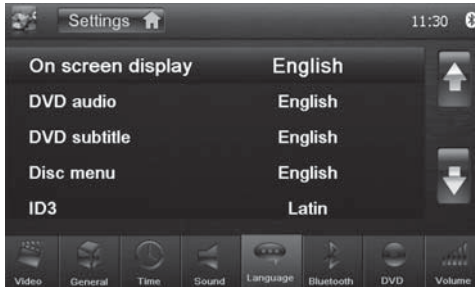 Settings 11:30
On screen display English
DVD audio English
DVD subtitle English
Disc menu English
ID3 Latin
Video General Time Sound Language Bluetooth DVD Volume